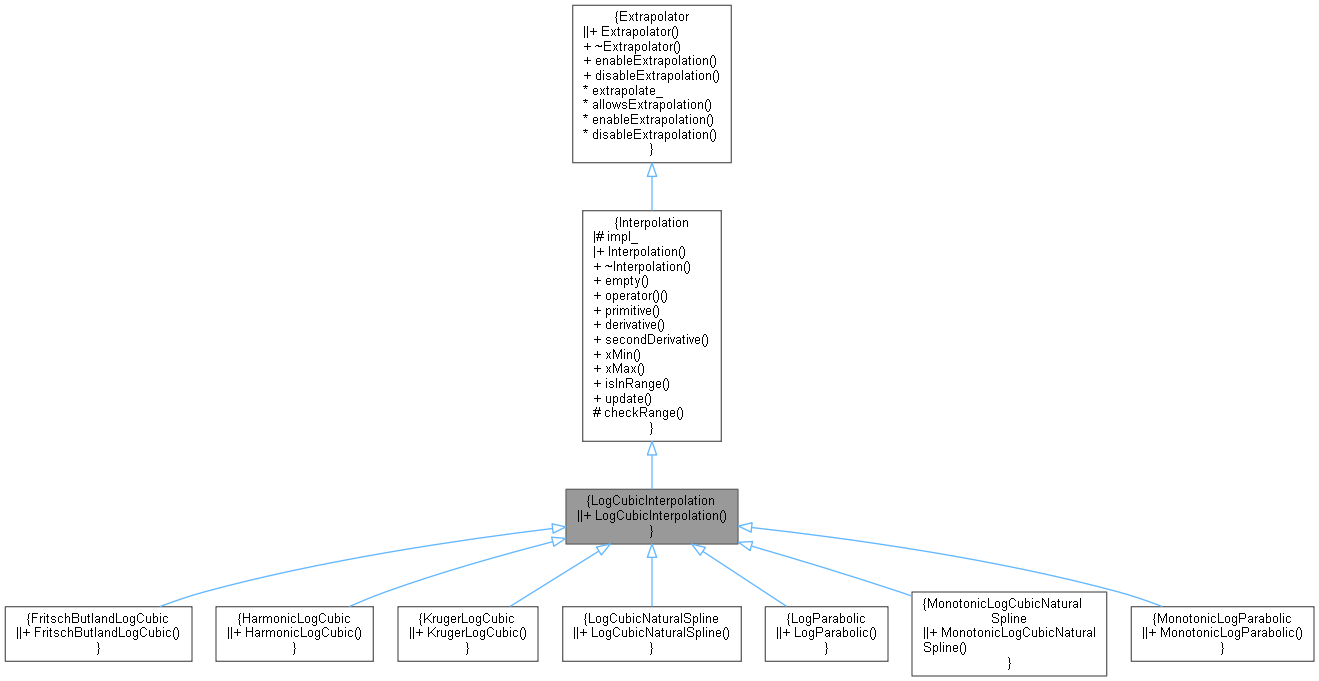 {Extrapolator
||+ Extrapolator()
+ ~Extrapolator()
+ enableExtrapolation()
+ disableExtrapolation()
* extrapolate_
* allowsExtrapolation()
* enableExtrapolation()
* disableExtrapolation()
}
{Interpolation
|# impl_
|+ Interpolation()
+ ~Interpolation()
+ empty()
+ operator()()
+ primitive()
+ derivative()
+ secondDerivative()
+ xMin()
+ xMax()
+ isInRange()
+ update()
# checkRange()
}
{LogCubicInterpolation
||+ LogCubicInterpolation()
}
{FritschButlandLogCubic
||+ FritschButlandLogCubic()
}
{HarmonicLogCubic
||+ HarmonicLogCubic()
}
{KrugerLogCubic
||+ KrugerLogCubic()
}
{LogCubicNaturalSpline
||+ LogCubicNaturalSpline()
}
{LogParabolic
||+ LogParabolic()
}
{MonotonicLogCubicNatural
Spline
||+ MonotonicLogCubicNatural
Spline()
}
{MonotonicLogParabolic
||+ MonotonicLogParabolic()
}